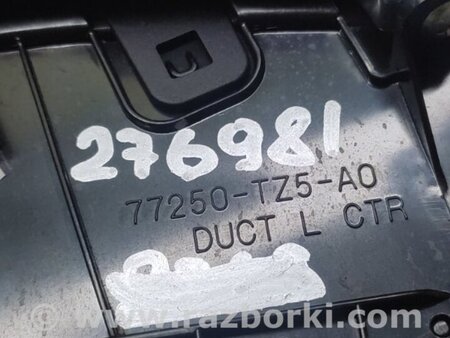 276981
77250-TZ5-A0
DUCT L CTR
www.razborki.com